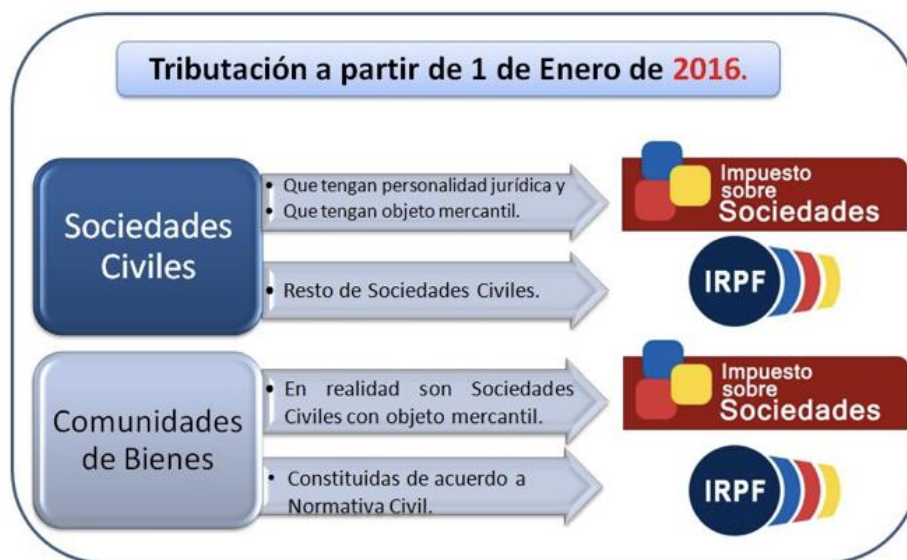 Tributación a partir de 1 de Enero de 2016.
Sociedades
Civiles
• Que tengan personalidad jurídica y
• Que tengan objeto mercantil.
Impuesto
sobre
Sociedades
• Resto de Sociedades Civiles.
IRPF
Comunidades
de Bienes
• En realidad son Sociedades
Civiles con objeto mercantil.
Impuesto
sobre
Sociedades
• Constituidas de acuerdo a
Normativa Civil.
IRPF